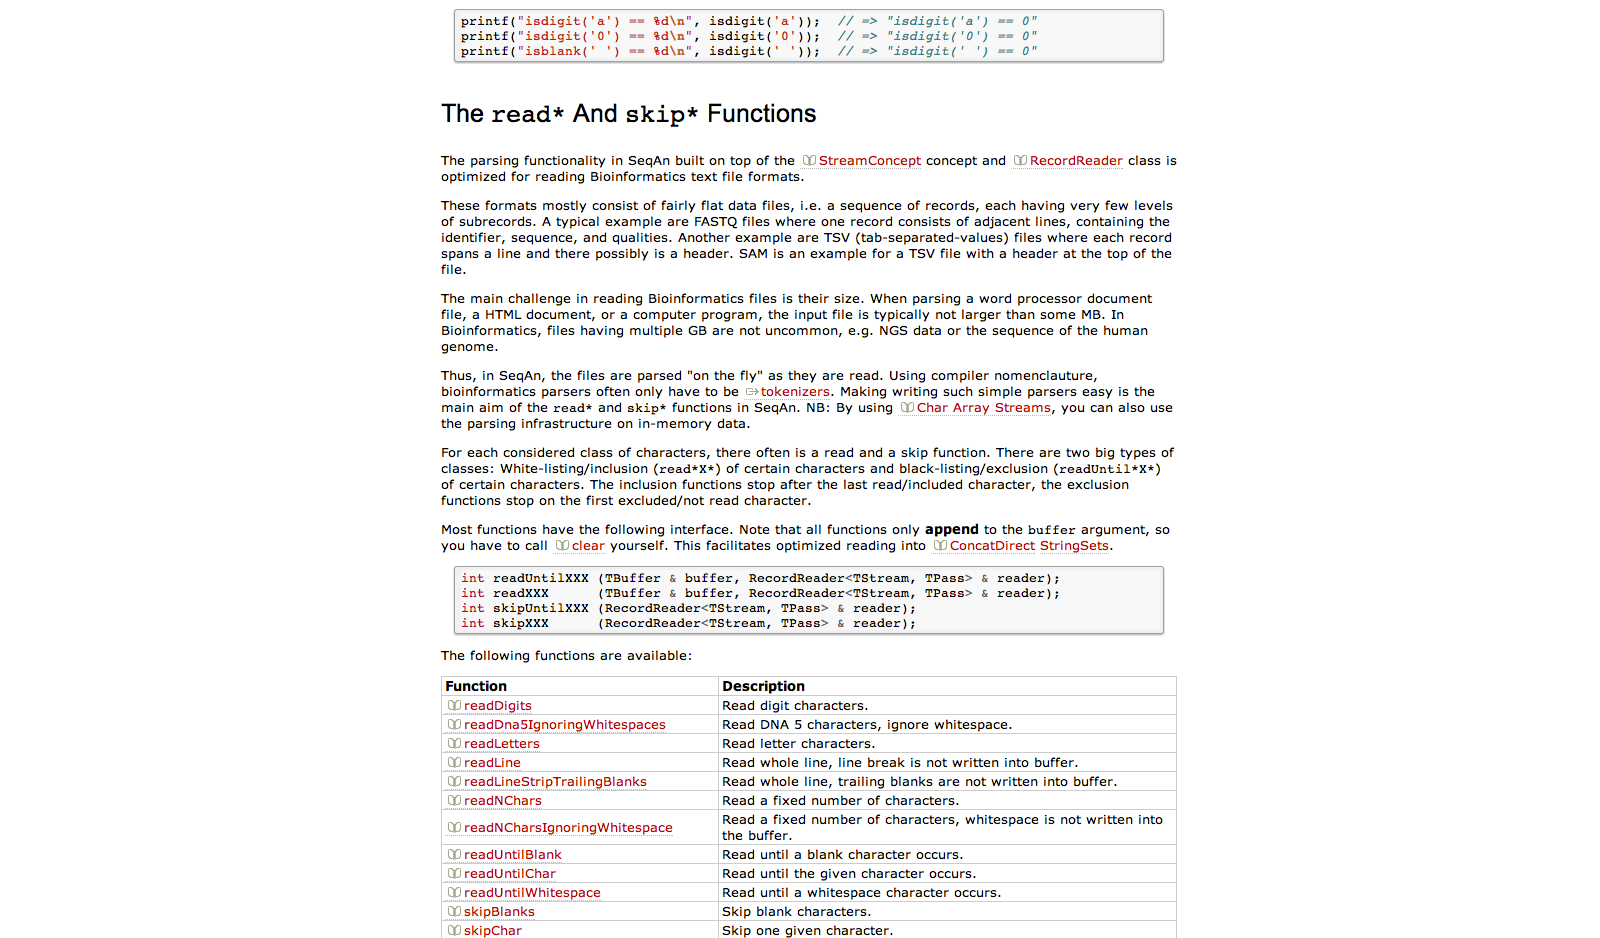 printf("isdigit('a') == %d\n", isdigit('a'));  // => "isdigit('a') == 0"
printf("isdigit('0') == %d\n", isdigit('0'));  // => "isdigit('0') == 0"
printf("isblank(' ') == %d\n", isdigit(' '));  // => "isdigit(' ') == 0"
The read* And skip* Functions
The parsing functionality in SeqAn built on top of the StreamConcept concept and RecordReader class is
optimized for reading Bioinformatics text file formats.
These formats mostly consist of fairly flat data files, i.e. a sequence of records, each having very few levels
of subrecords. A typical example are FASTQ files where one record consists of adjacent lines, containing the
identifier, sequence, and qualities. Another example are TSV (tab-separated-values) files where each record
spans a line and there possibly is a header. SAM is an example for a TSV file with a header at the top of the
file.
The main challenge in reading Bioinformatics files is their size. When parsing a word processor document
file, a HTML document, or a computer program, the input file is typically not larger than some MB. In
Bioinformatics, files having multiple GB are not uncommon, e.g. NGS data or the sequence of the human
genome.
Thus, in SeqAn, the files are parsed "on the fly" as they are read. Using compiler nomenclauture,
bioinformatics parsers often only have to be tokenizers. Making writing such simple parsers easy is the
main aim of the read* and skip* functions in SeqAn. NB: By using Char Array Streams, you can also use
the parsing infrastructure on in-memory data.
For each considered class of characters, there often is a read and a skip function. There are two big types of
classes: White-listing/inclusion (read*X*) of certain characters and black-listing/exclusion (readUntil*X*)
of certain characters. The inclusion functions stop after the last read/included character, the exclusion
functions stop on the first excluded/not read character.
Most functions have the following interface. Note that all functions only append to the buffer argument, so
you have to call clear yourself. This facilitates optimized reading into ConcatDirect StringSets.
int readUntilXXX (TBuffer & buffer, RecordReader<TStream, TPass> & reader);
int readXXX      (TBuffer & buffer, RecordReader<TStream, TPass> & reader);
int skipUntilXXX (RecordReader<TStream, TPass> & reader);
int skipXXX      (RecordReader<TStream, TPass> & reader);
The following functions are available:
Function Description
readDigits Read digit characters.
readDna5IgnoringWhitespaces Read DNA 5 characters, ignore whitespace.
readLetters Read letter characters.
readLine Read whole line, line break is not written into buffer.
readLineStripTrailingBlanks Read whole line, trailing blanks are not written into buffer.
readNChars Read a fixed number of characters.
readNCharsIgnoringWhitespace Read a fixed number of characters, whitespace is not written into
the buffer.
readUntilBlank Read until a blank character occurs.
readUntilChar Read until the given character occurs.
readUntilWhitespace Read until a whitespace character occurs.
skipBlanks Skip blank characters.
skipChar Skip one given character.